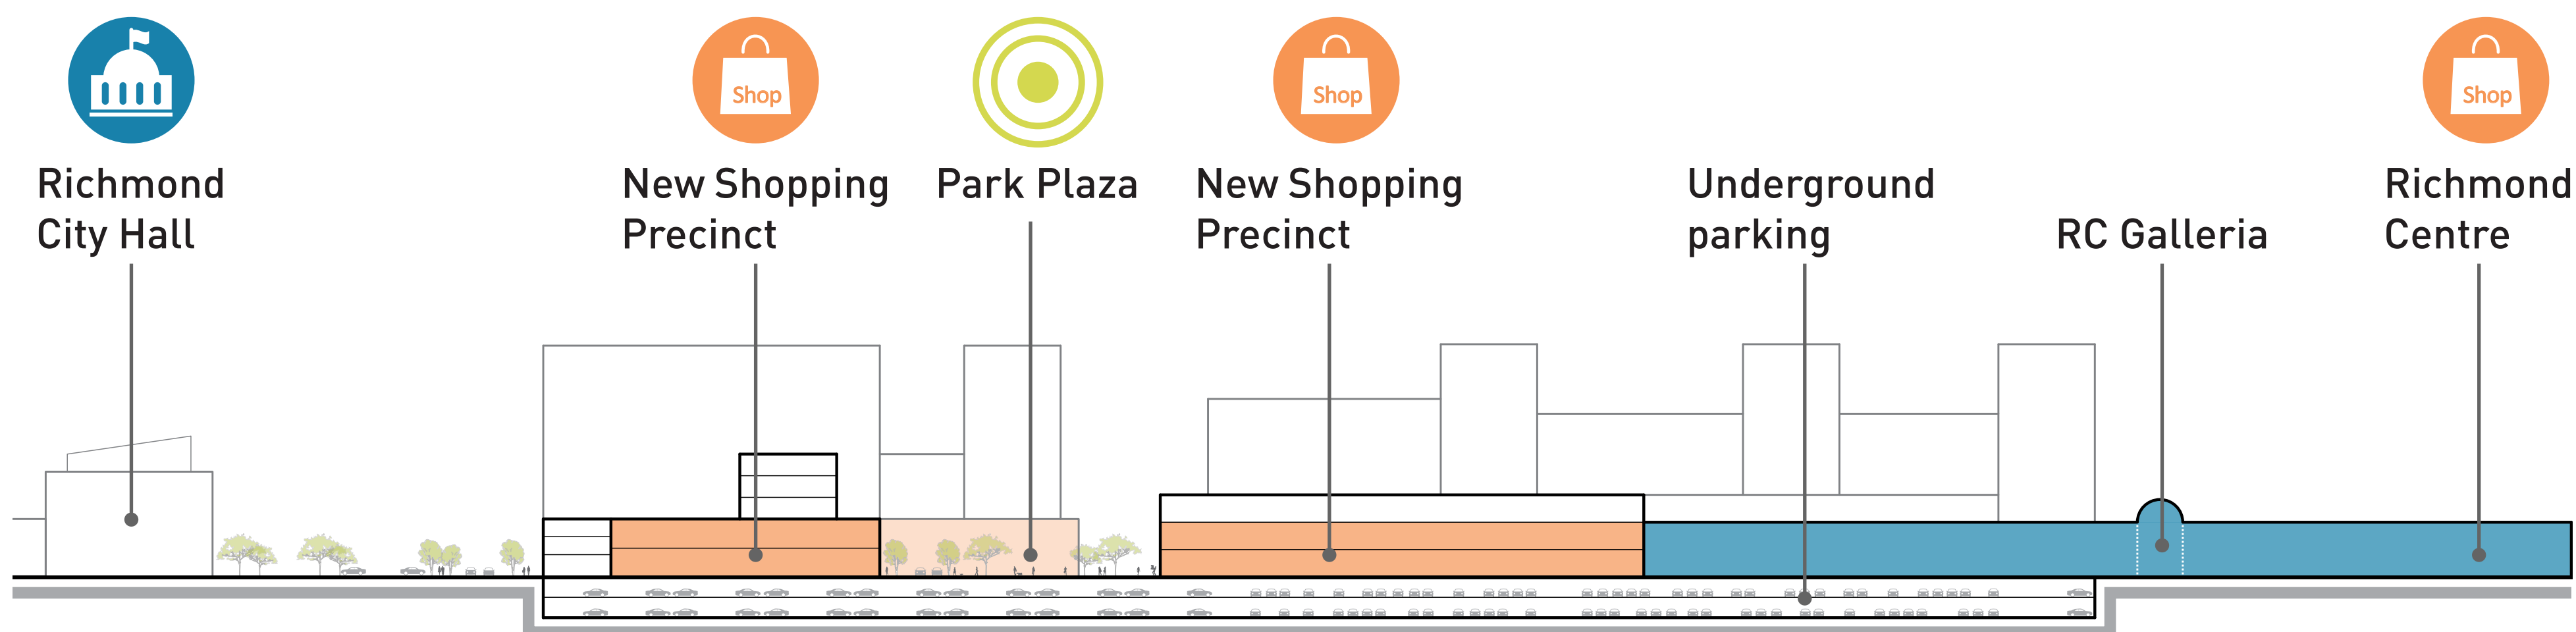 Shop
Shop
Shop
Richmond
City Hall
New Shopping
Precinct
Park Plaza
New Shopping
Precinct
Underground
parking
RC Galleria
Richmond
Centre